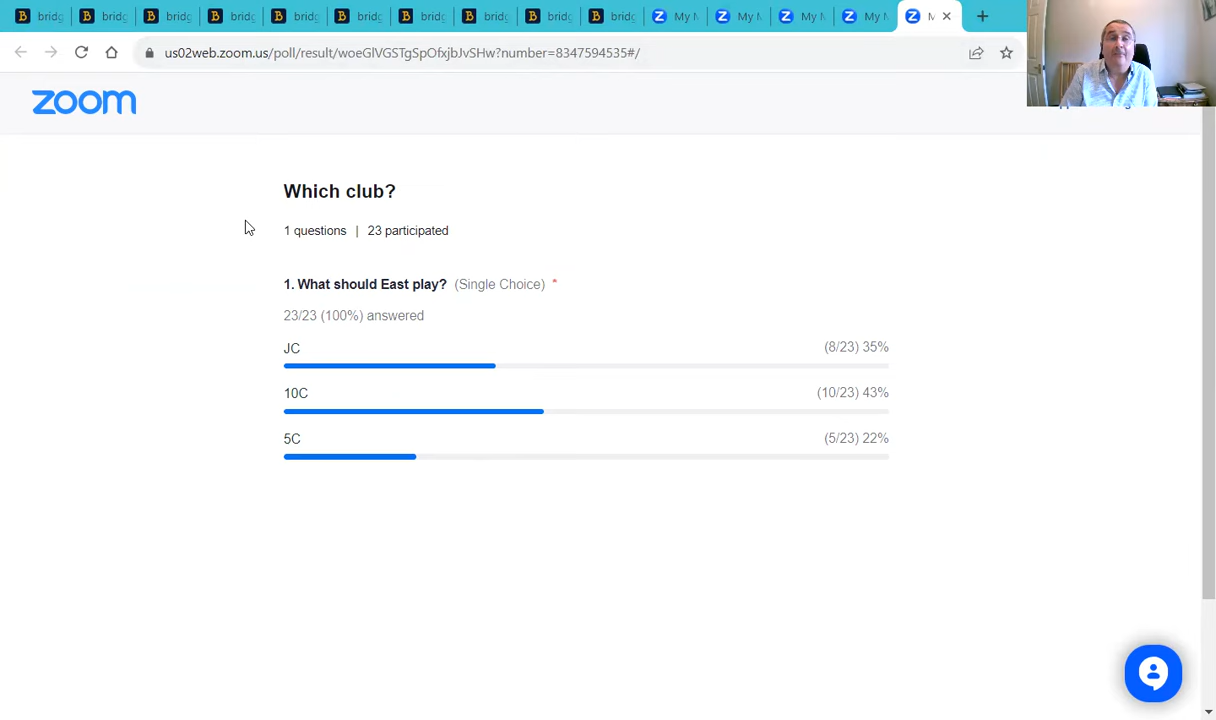 bridg bridg bridg bridg bridg bridg bridg bridg bridg bridg My N My N My N My N
us02web.zoom.us/poll/result/woeGlVGSTgSpOfxjbJvSHw?number=8347594535#/
zoom
Which club?
1 questions | 23 participated
1. What should East play? (Single Choice) *
23/23 (100%) answered
JC (8/23) 35%
10C (10/23) 43%
5C (5/23) 22%